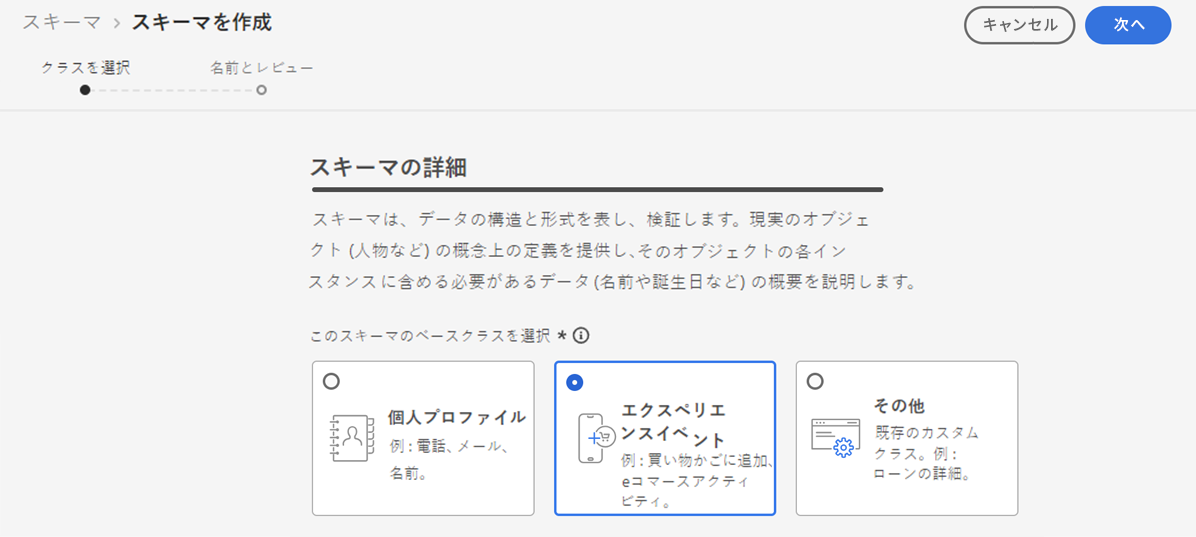 スキーマ > スキーマを作成
キャンセル
次へ
クラスを選択
名前とレビュー
スキーマの詳細
スキーマは、データの構造と形式を表し、検証します。現実のオブジェ
クト (人物など) の概念上の定義を提供し、そのオブジェクトの各イン
スタンスに含める必要があるデータ (名前や誕生日など) の概要を説明します。
このスキーマのベースクラスを選択 *
個人プロファイル
例 : 電話、メール、
名前。
エクスペリエ
ンスイベント
例 : 買い物かごに追加、
eコマースアクティ
ビティ。
その他
既存のカスタム
クラス。例 :
ローンの詳細。